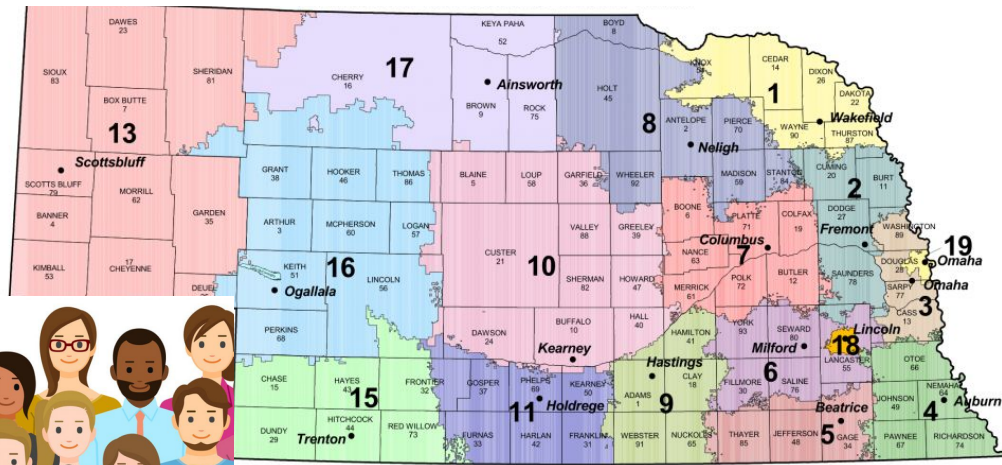 DAWES
23
SIOUX
83
SHERIDAN
81
BOX BUTTE
7
13
Scottsbluff
SCOTTS BLUFF
79
MORRILL
62
BANNER
4
GARDEN
35
KIMBALL
53
17
CHEYENNE
KEYA PAHA
52
17
CHERRY
16
Ainsworth
BROWN
9
ROCK
75
BOYD
8
HOLT
45
8
KNOX
54
ANTELOPE
2
PIERCE
70
Neligh
MADISON
59
STANTON
84
WHEELER
92
CEDAR
14
DIXON
26
DAKOTA
22
1
Wakefield
WAYNE
90
THURSTON
87
GRANT
38
HOOKER
46
THOMAS
86
ARTHUR
3
MCPHERSON
60
LOGAN
57
KEITH
51
16
LINCOLN
56
Ogallala
PERKINS
68
BLAINE
5
LOUP
58
GARFIELD
36
VALLEY
88
GREELEY
39
CUSTER
21
10
SHERMAN
82
HOWARD
47
DAWSON
24
BUFFALO
10
HALL
40
Kearney
BOONE
6
PLATTE
71
COLFAX
19
Columbus
7
NANCE
63
MERRICK
61
POLK
72
BUTLER
12
CUMING
20
BURT
11
2
DODGE
27
Fremont
SAUNDERS
78
WASHINGTON
89
19
Omaha
DOUGLAS
28
Omaha
SARPY
77
3
CASS
13
HAMILTON
41
Hastings
CLAY
18
ADAMS
1
9
WEBSTER
91
NUCKOLLS
65
YORK
93
SEWARD
80
Milford
6
FILLMORE
30
SALINE
76
Lincoln
18
LANCASTER
55
OTOE
66
CHASE
15
HAYES
43
15
FRONTIER
32
DUNDY
29
HITCHCOCK
44
Trenton
RED WILLOW
73
GOSPER
37
PHELPS
69
KEARNEY
50
11
Holdrege
FURNAS
33
HARLAN
42
FRANKLIN
31
Beatrice
THAYER
85
JEFFERSON
48
5
GAGE
34
JOHNSON
49
NEMAHA
64
4
Auburn
PAWNEE
67
RICHARDSON
74